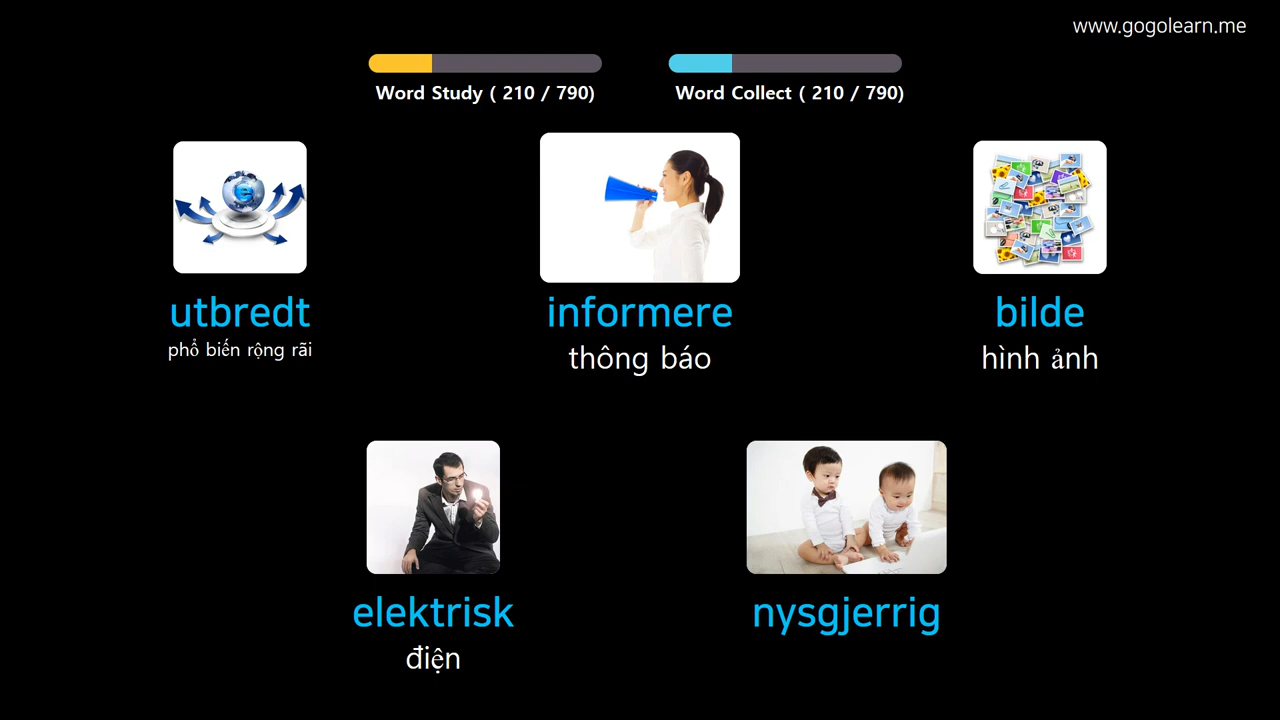 www.gogolearn.me
Word Study ( 210 / 790)
Word Collect ( 210 / 790)
utbredt
phổ biến rộng rãi
informere
thông báo
bilde
hình ảnh
elektrisk
điện
nysgjerrig